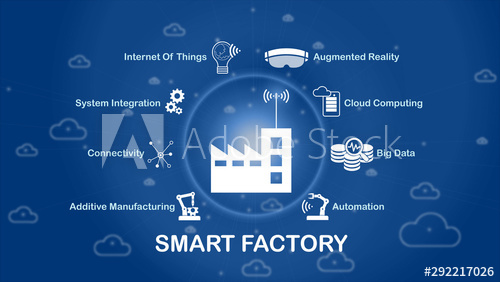 Internet Of Things
Augmented Reality
System Integration
Cloud Computing
Connectivity
Big Data
Additive Manufacturing
Automation
SMART FACTORY
Adobe Stock
#292217026